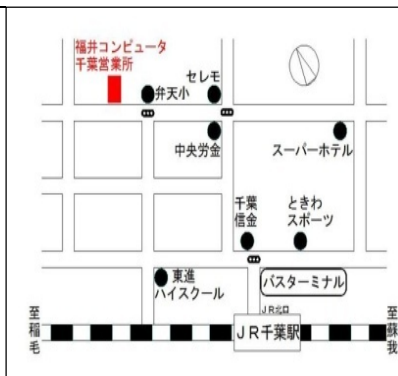 福井コンピュータ
千葉営業所
セレモ
弁天小
中央労金
スーパーホテル
千葉
信金
ときわ
スポーツ
東進
ハイスクール
バスターミナル
JR北口
至稲毛
JR千葉駅
至蘇我